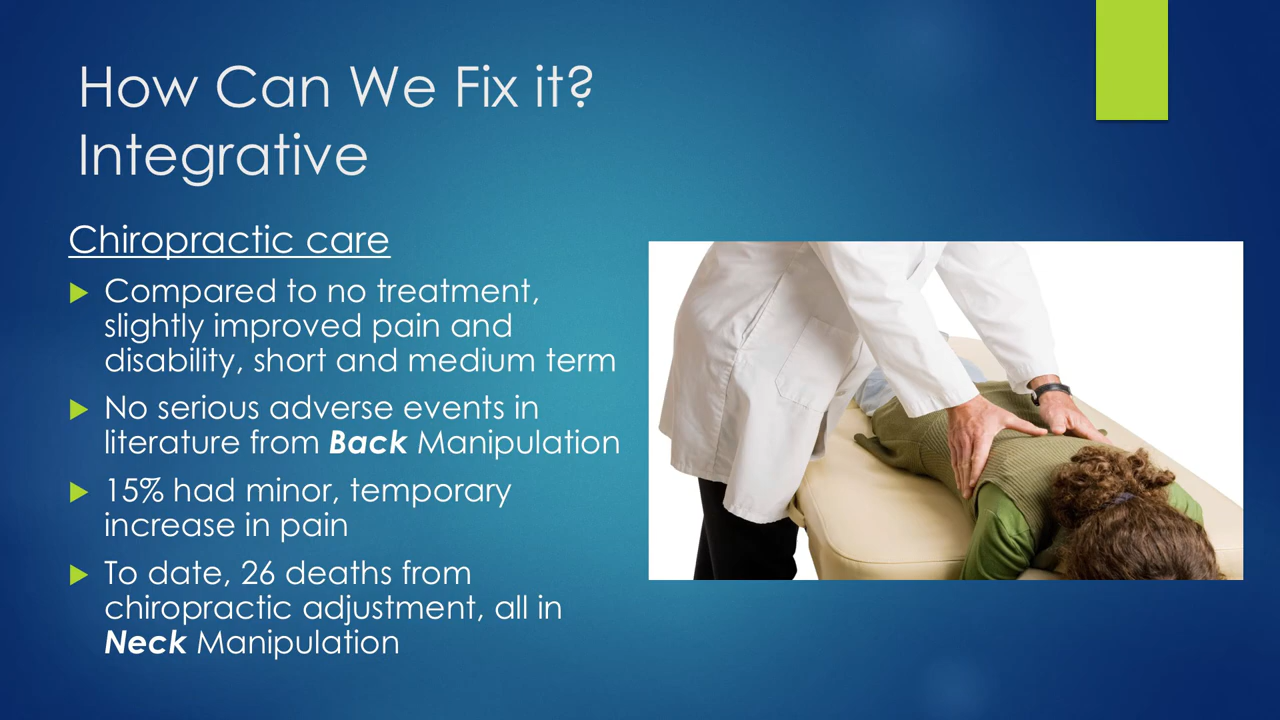 How Can We Fix it?
Integrative
Chiropractic care
Compared to no treatment,
slightly improved pain and
disability, short and medium term
No serious adverse events in
literature from Back Manipulation
15% had minor, temporary
increase in pain
To date, 26 deaths from
chiropractic adjustment, all in
Neck Manipulation